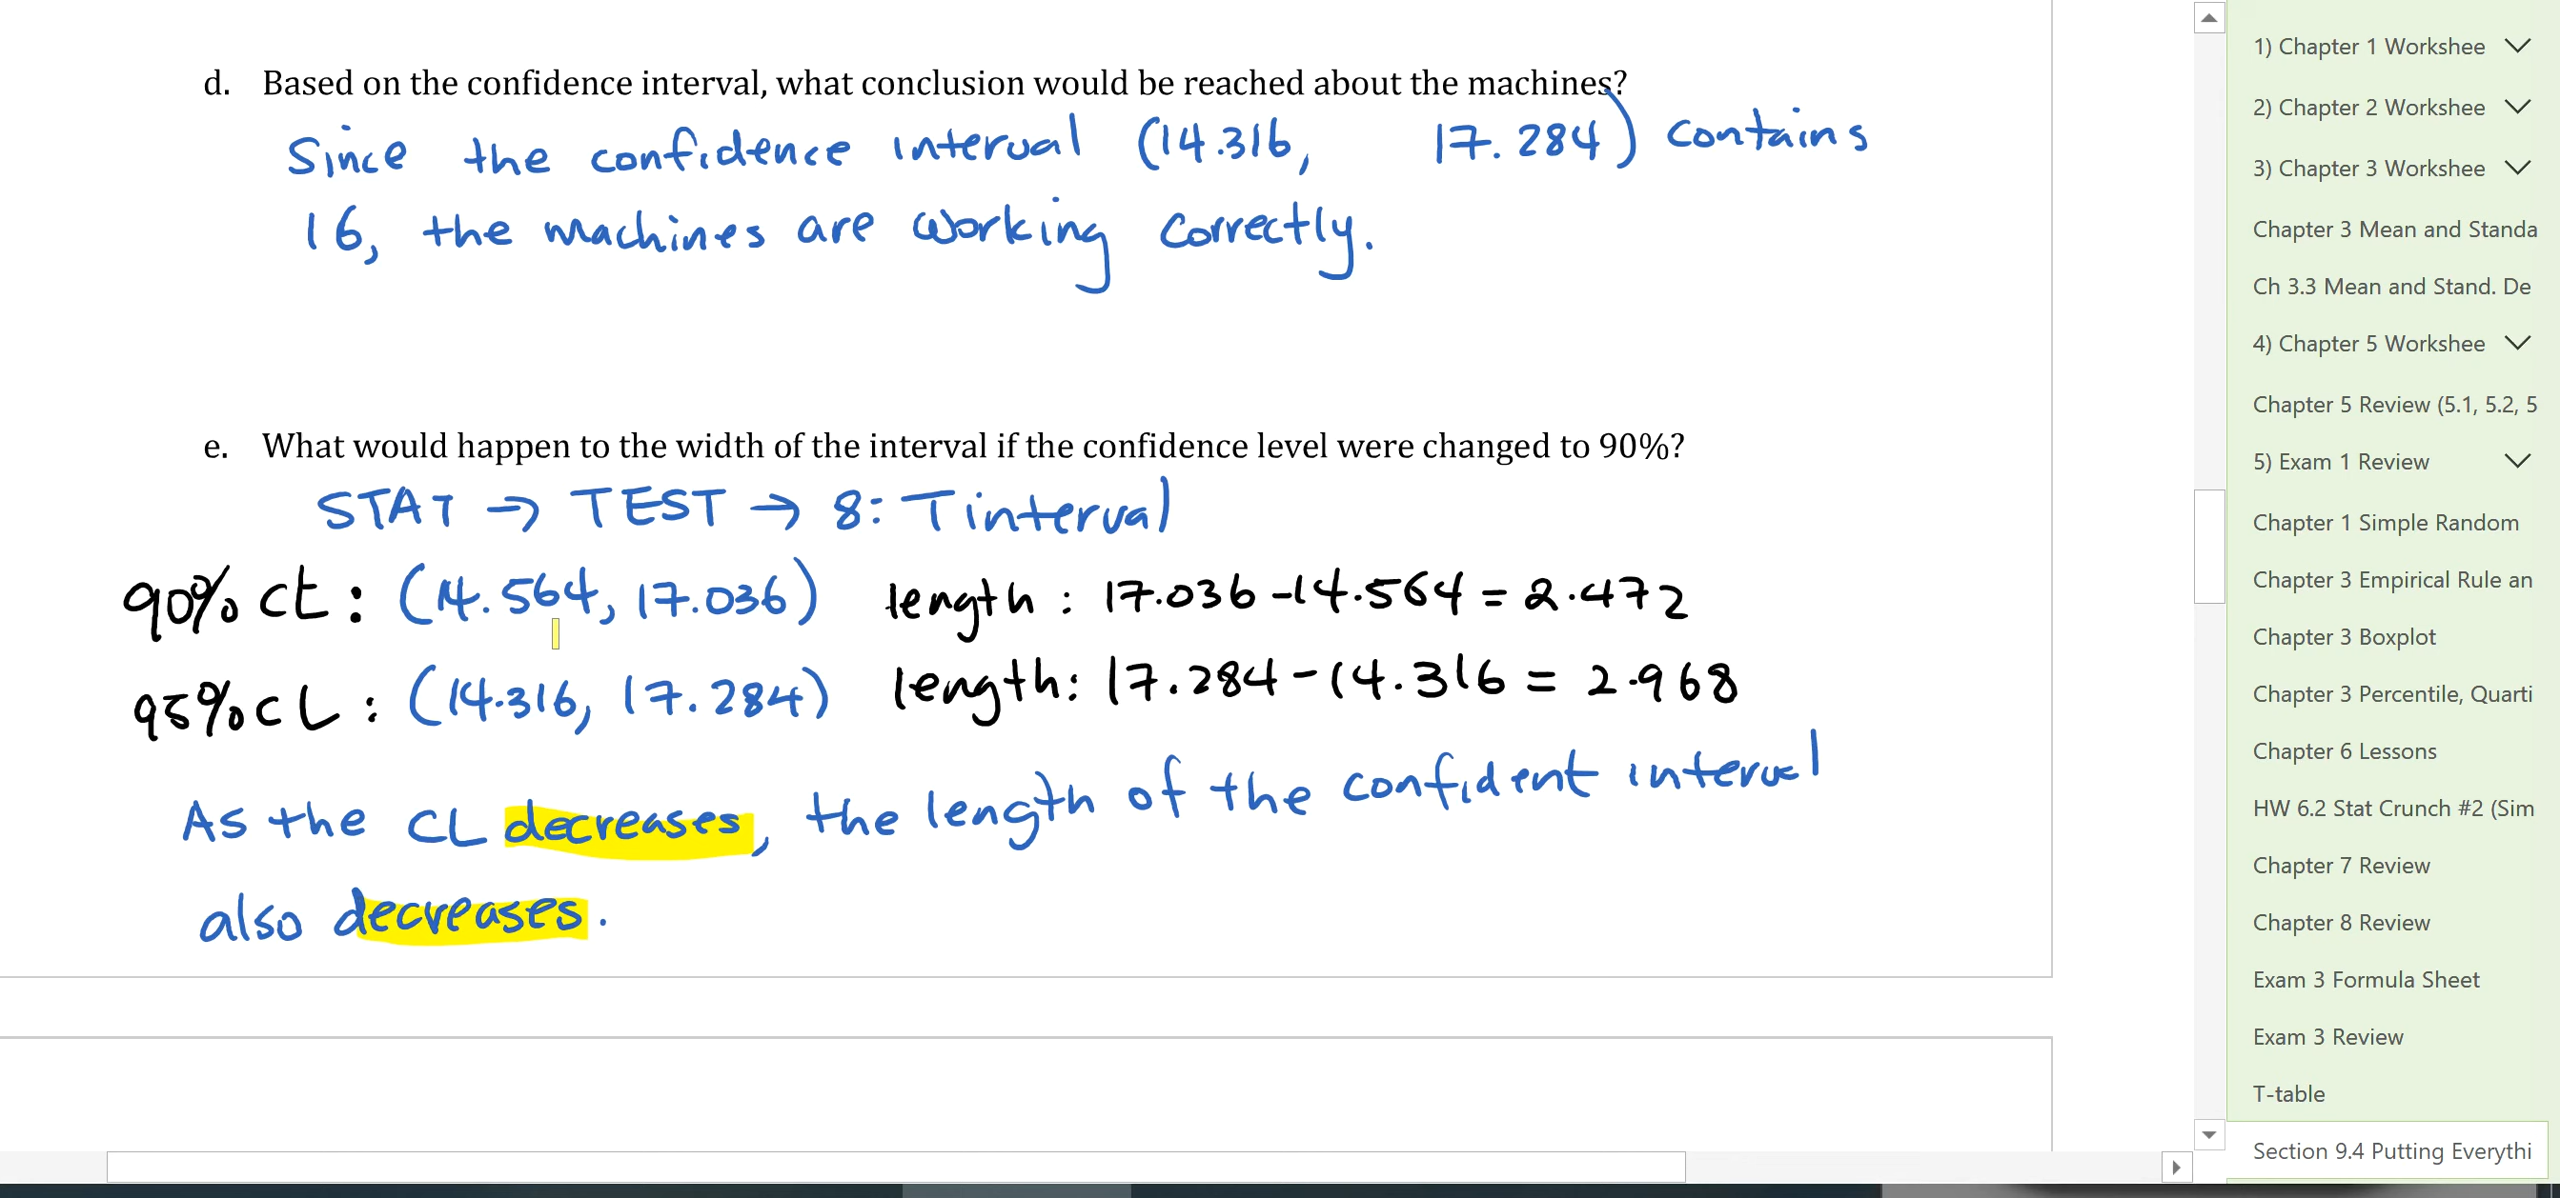 d. Based on the confidence interval, what conclusion would be reached about the machines?
Since the confidence interval (14.316, 17.284) contains
16, the machines are working correctly.
e. What would happen to the width of the interval if the confidence level were changed to 90%?
STAT → TEST → 8: Tinterval
90% CL : (14.564, 17.036) length : 17.036 - 14.564 = 2.472
95% CL : (14.316, 17.284) length: 17.284 - 14.316 = 2.968
As the CL decreases, the length of the confident interval
also decreases.
1) Chapter 1 Workshee
2) Chapter 2 Workshee
3) Chapter 3 Workshee
Chapter 3 Mean and Standa
Ch 3.3 Mean and Stand. De
4) Chapter 5 Workshee
Chapter 5 Review (5.1, 5.2, 5
5) Exam 1 Review
Chapter 1 Simple Random
Chapter 3 Empirical Rule an
Chapter 3 Boxplot
Chapter 3 Percentile, Quarti
Chapter 6 Lessons
HW 6.2 Stat Crunch #2 (Sim
Chapter 7 Review
Chapter 8 Review
Exam 3 Formula Sheet
Exam 3 Review
T-table
Section 9.4 Putting Everythi